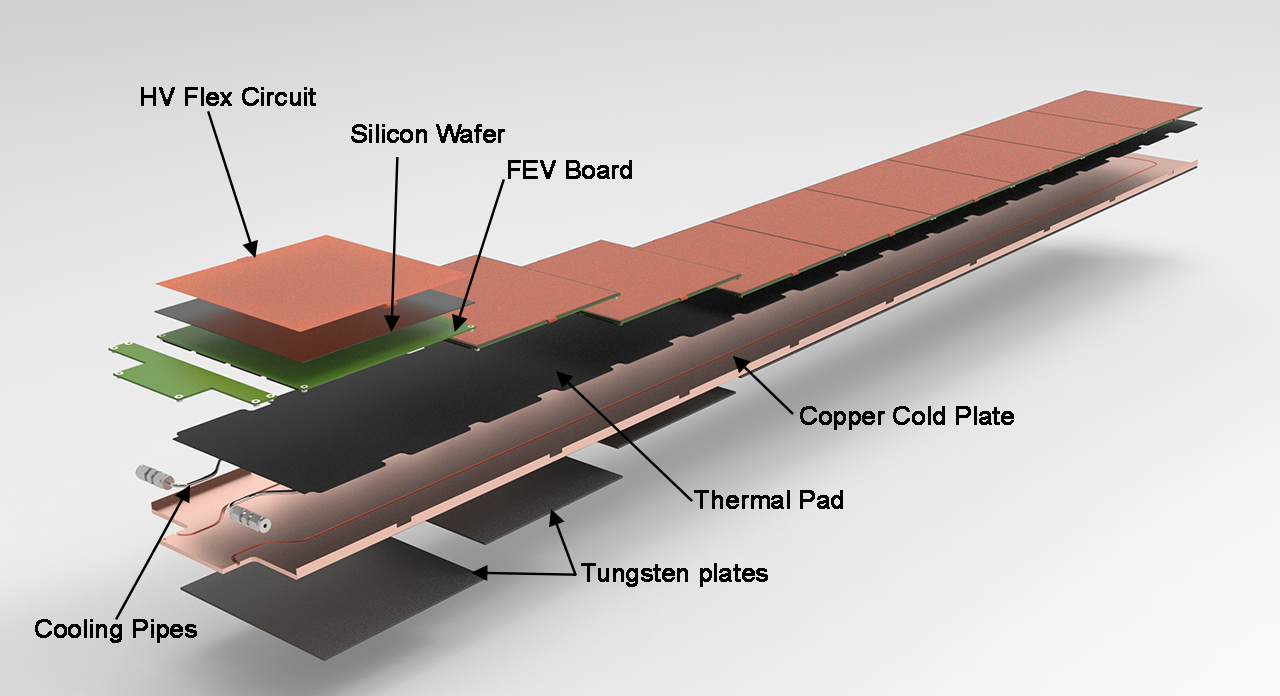 HV Flex Circuit
Silicon Wafer
FEV Board
Copper Cold Plate
Thermal Pad
Tungsten plates
Cooling Pipes